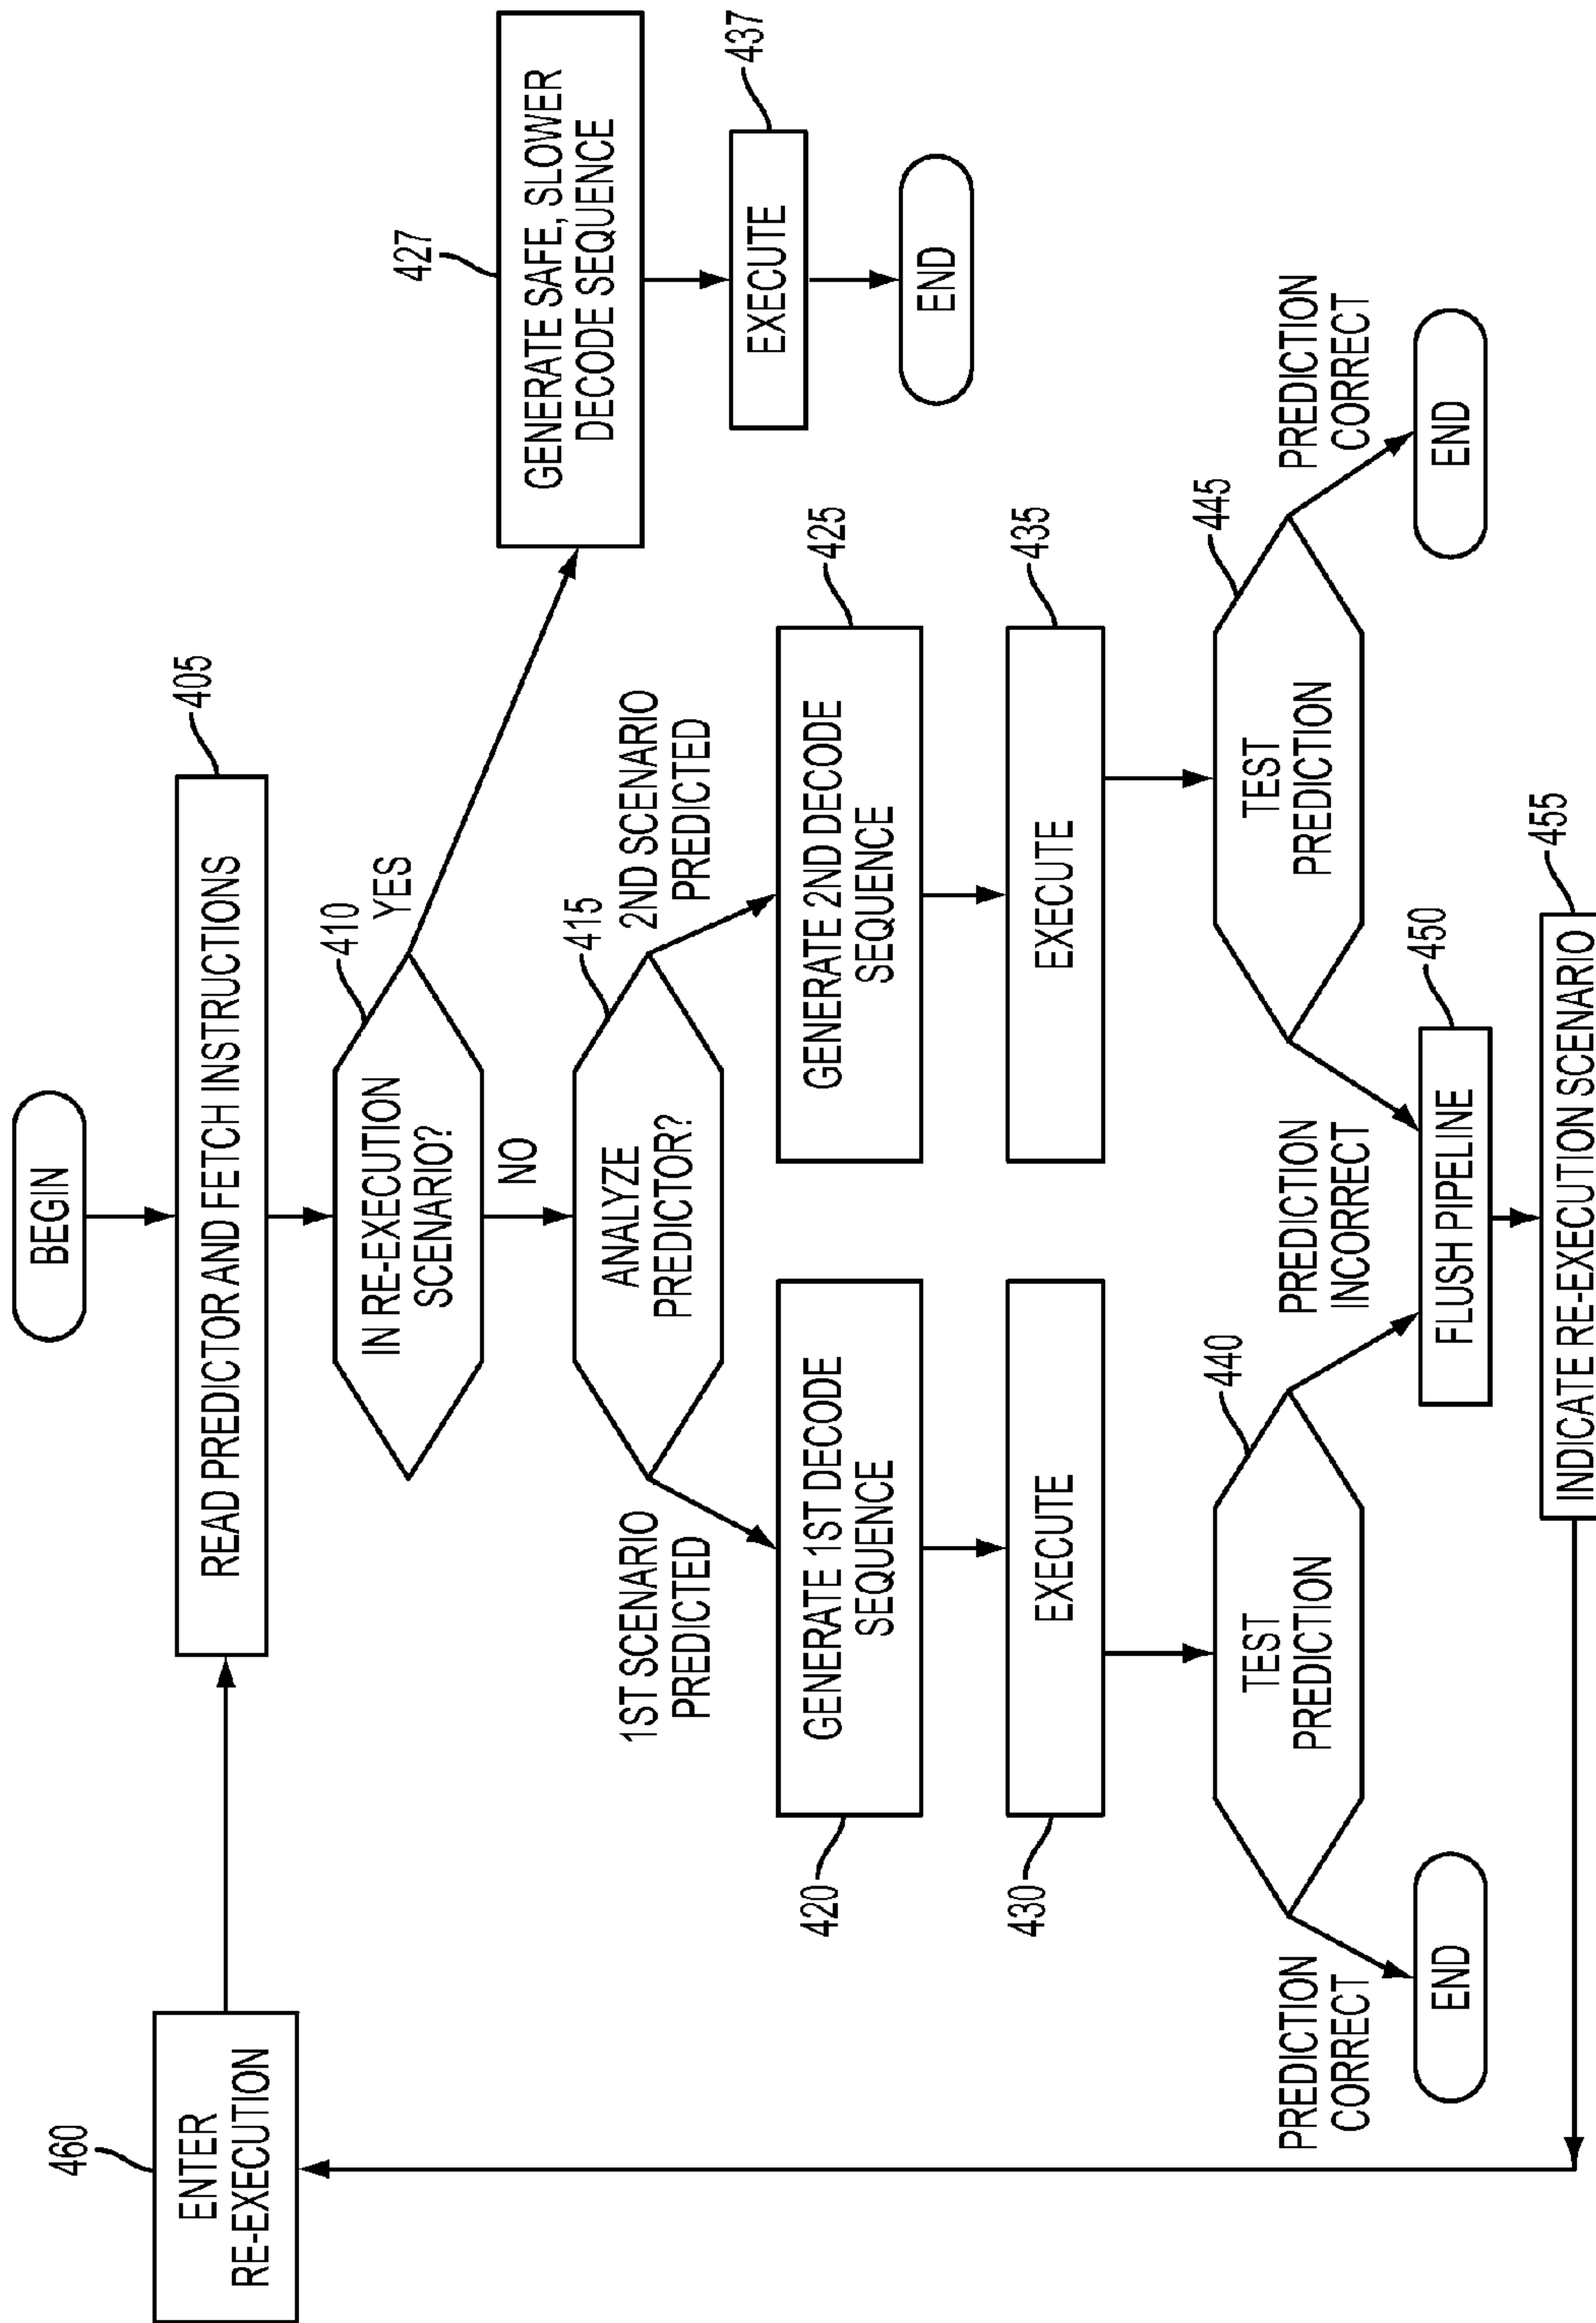 BEGIN
460
ENTER
RE-EXECUTION
405
READ PREDICTOR AND FETCH INSTRUCTIONS
410
IN RE-EXECUTION
SCENARIO?
YES
NO
427
GENERATE SAFE, SLOWER
DECODE SEQUENCE
437
EXECUTE
END
415
ANALYZE
PREDICTOR?
1ST SCENARIO
PREDICTED
2ND SCENARIO
PREDICTED
420
GENERATE 1ST DECODE
SEQUENCE
425
GENERATE 2ND DECODE
SEQUENCE
430
EXECUTE
435
EXECUTE
440
TEST
PREDICTION
445
TEST
PREDICTION
PREDICTION
CORRECT
PREDICTION
INCORRECT
PREDICTION
CORRECT
END
450
FLUSH PIPELINE
END
455
INDICATE RE-EXECUTION SCENARIO